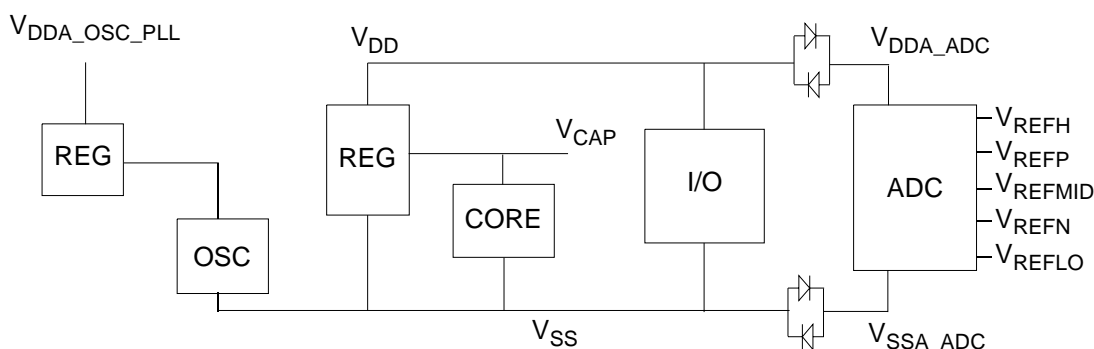 VDDA_OSC_PLL
VDD
VDDA_ADC
REG
REG
VCAP
I/O
ADC
VREFH
VREFP
VREFMID
VREFN
VREFLO
CORE
OSC
VSS
VSSA_ADC